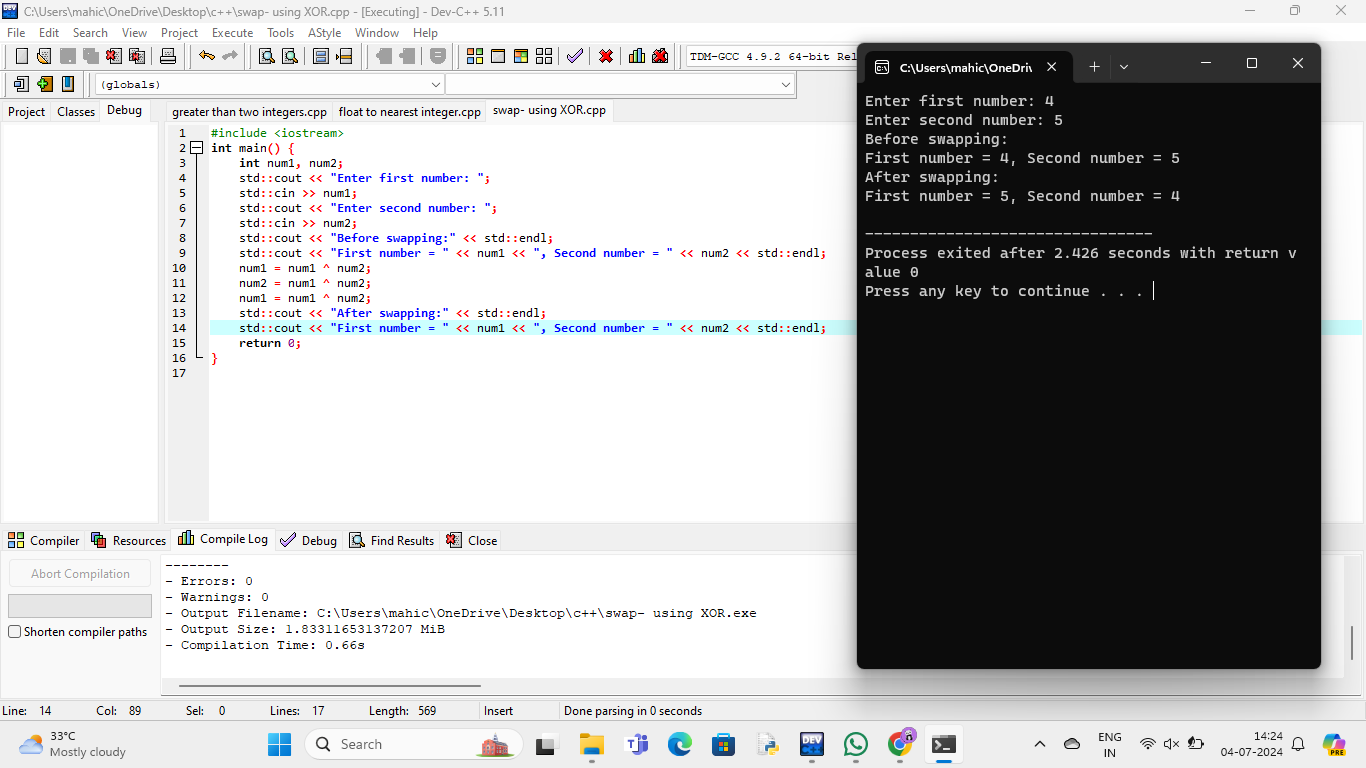 C:\Users\mahic\OneDrive\Desktop\c++\swap- using XOR.cpp - [Executing] - Dev-C++ 5.11
File Edit Search View Project Execute Tools AStyle Window Help
TDM-GCC 4.9.2 64-bit Rel
(globals)
Project Classes Debug
greater than two integers.cpp float to nearest integer.cpp swap- using XOR.cpp
1 #include <iostream>
2 int main() {
3 int num1, num2;
4 std::cout << "Enter first number: ";
5 std::cin >> num1;
6 std::cout << "Enter second number: ";
7 std::cin >> num2;
8 std::cout << "Before swapping:" << std::endl;
9 std::cout << "First number = " << num1 << ", Second number = " << num2 << std::endl;
10 num1 = num1 ^ num2;
11 num2 = num1 ^ num2;
12 num1 = num1 ^ num2;
13 std::cout << "After swapping:" << std::endl;
14 std::cout << "First number = " << num1 << ", Second number = " << num2 << std::endl;
15 return 0;
16 }
17
C:\Users\mahic\OneDriv
Enter first number: 4
Enter second number: 5
Before swapping:
First number = 4, Second number = 5
After swapping:
First number = 5, Second number = 4
--------------------------------
Process exited after 2.426 seconds with return v
alue 0
Press any key to continue . . .
Compiler Resources Compile Log Debug Find Results Close
Abort Compilation
Shorten compiler paths
--------
- Errors: 0
- Warnings: 0
- Output Filename: C:\Users\mahic\OneDrive\Desktop\c++\swap- using XOR.exe
- Output Size: 1.83311653137207 MiB
- Compilation Time: 0.66s
Line: 14 Col: 89 Sel: 0 Lines: 17 Length: 569 Insert Done parsing in 0 seconds
33°C
Mostly cloudy
Search
DEV
ENG
IN
14:24
04-07-2024
PRE